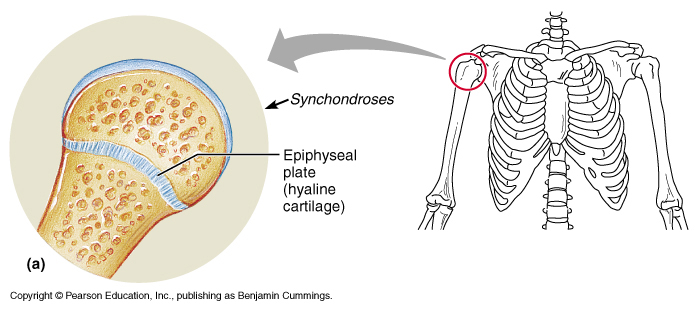 Synchondroses
Epiphyseal
plate
(hyaline
cartilage)
(a)
Copyright © Pearson Education, Inc., publishing as Benjamin Cummings.